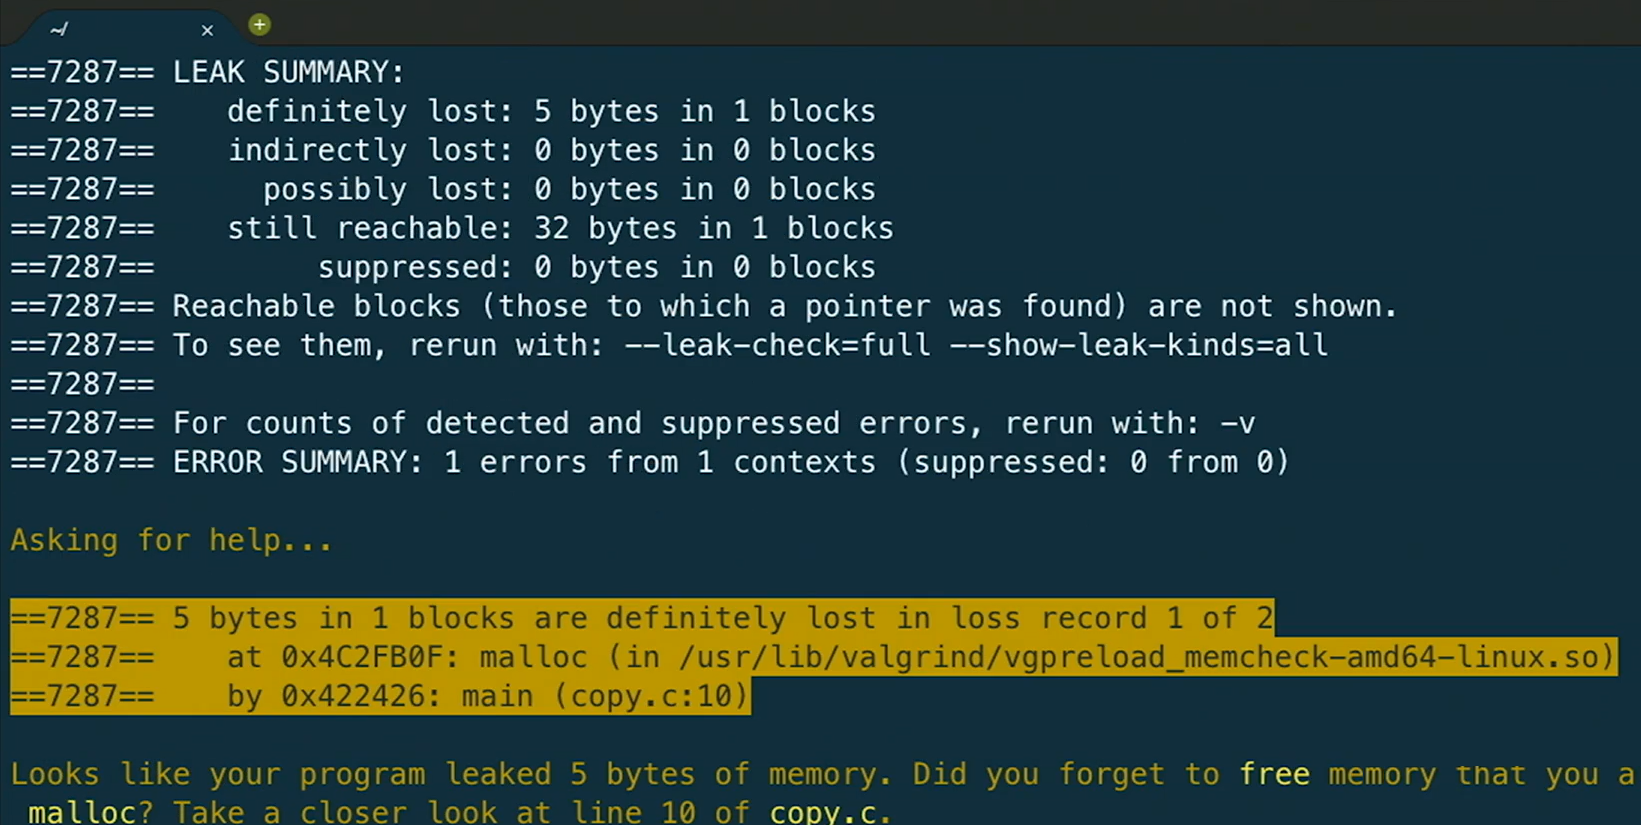 ~/ × +
==7287== LEAK SUMMARY:
==7287==    definitely lost: 5 bytes in 1 blocks
==7287==    indirectly lost: 0 bytes in 0 blocks
==7287==      possibly lost: 0 bytes in 0 blocks
==7287==    still reachable: 32 bytes in 1 blocks
==7287==         suppressed: 0 bytes in 0 blocks
==7287== Reachable blocks (those to which a pointer was found) are not shown.
==7287== To see them, rerun with: --leak-check=full --show-leak-kinds=all
==7287==
==7287== For counts of detected and suppressed errors, rerun with: -v
==7287== ERROR SUMMARY: 1 errors from 1 contexts (suppressed: 0 from 0)
Asking for help...
==7287== 5 bytes in 1 blocks are definitely lost in loss record 1 of 2
==7287==    at 0x4C2FB0F: malloc (in /usr/lib/valgrind/vgpreload_memcheck-amd64-linux.so)
==7287==    by 0x422426: main (copy.c:10)
Looks like your program leaked 5 bytes of memory. Did you forget to free memory that you a
malloc? Take a closer look at line 10 of copy.c.